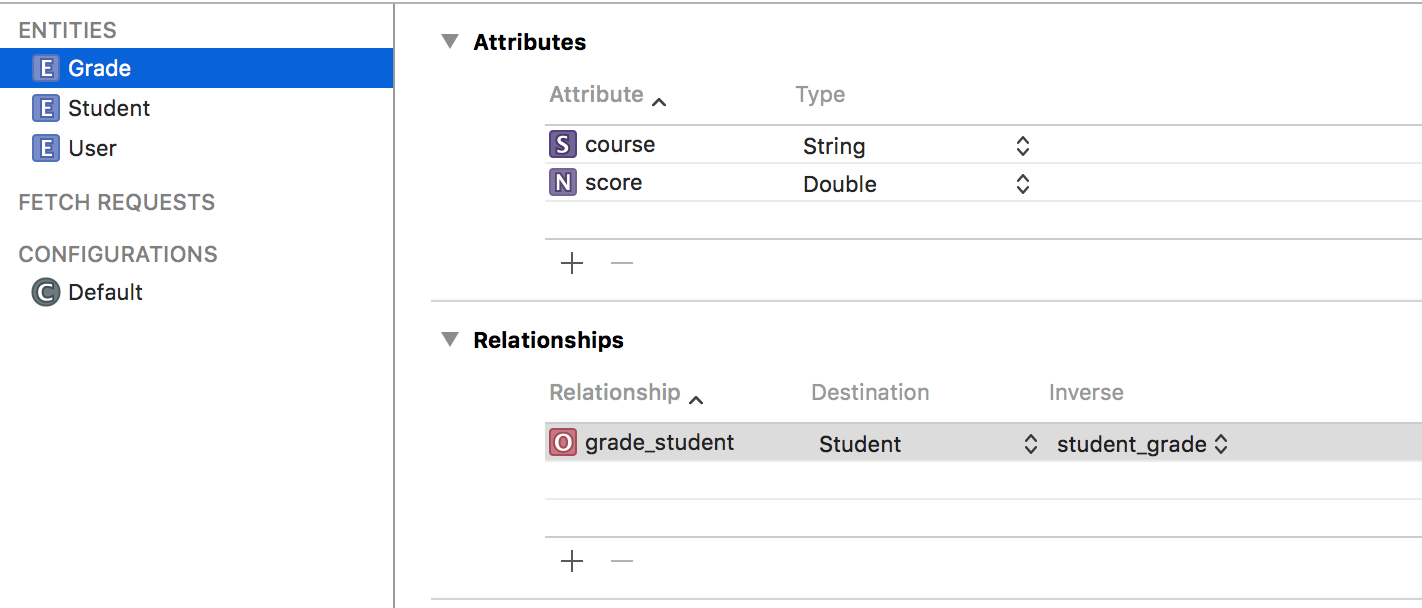 ENTITIES
E Grade
E Student
E User
FETCH REQUESTS
CONFIGURATIONS
C Default
Attributes
Attribute Type
S course String
N score Double
Relationships
Relationship Destination Inverse
O grade_student Student student_grade